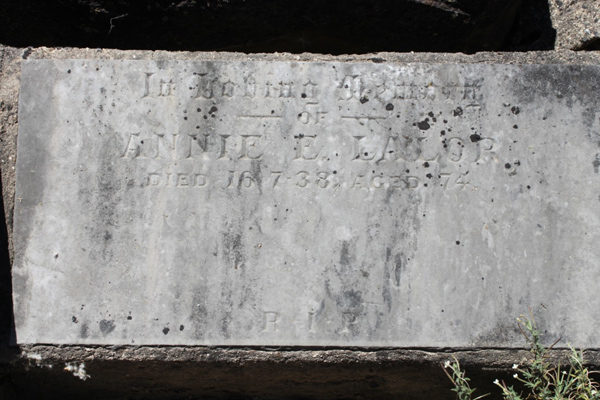 In Loving Memory
OF
ANNIE E. LALOR
DIED 16·7·38, AGED 74.
R.I.P.